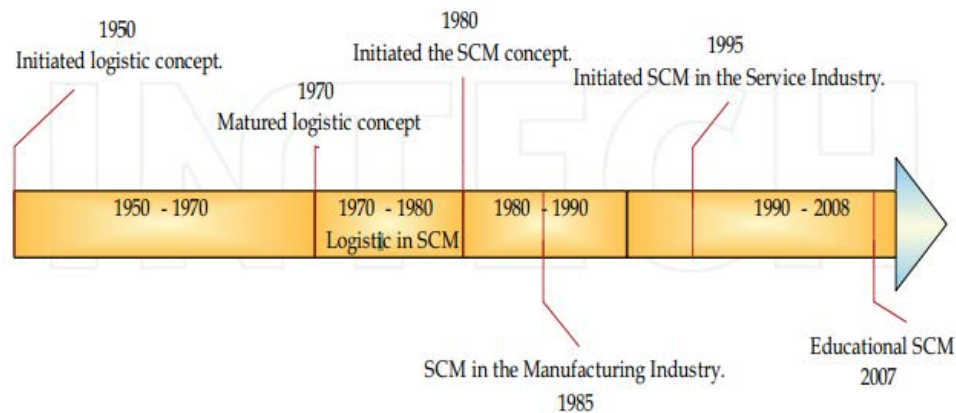 1950
Initiated logistic concept.
1970
Matured logistic concept
1980
Initiated the SCM concept.
1995
Initiated SCM in the Service Industry.
INTECH
1950 - 1970
1970 - 1980
Logistic in SCM
1980 - 1990
1990 - 2008
SCM in the Manufacturing Industry.
1985
Educational SCM
2007